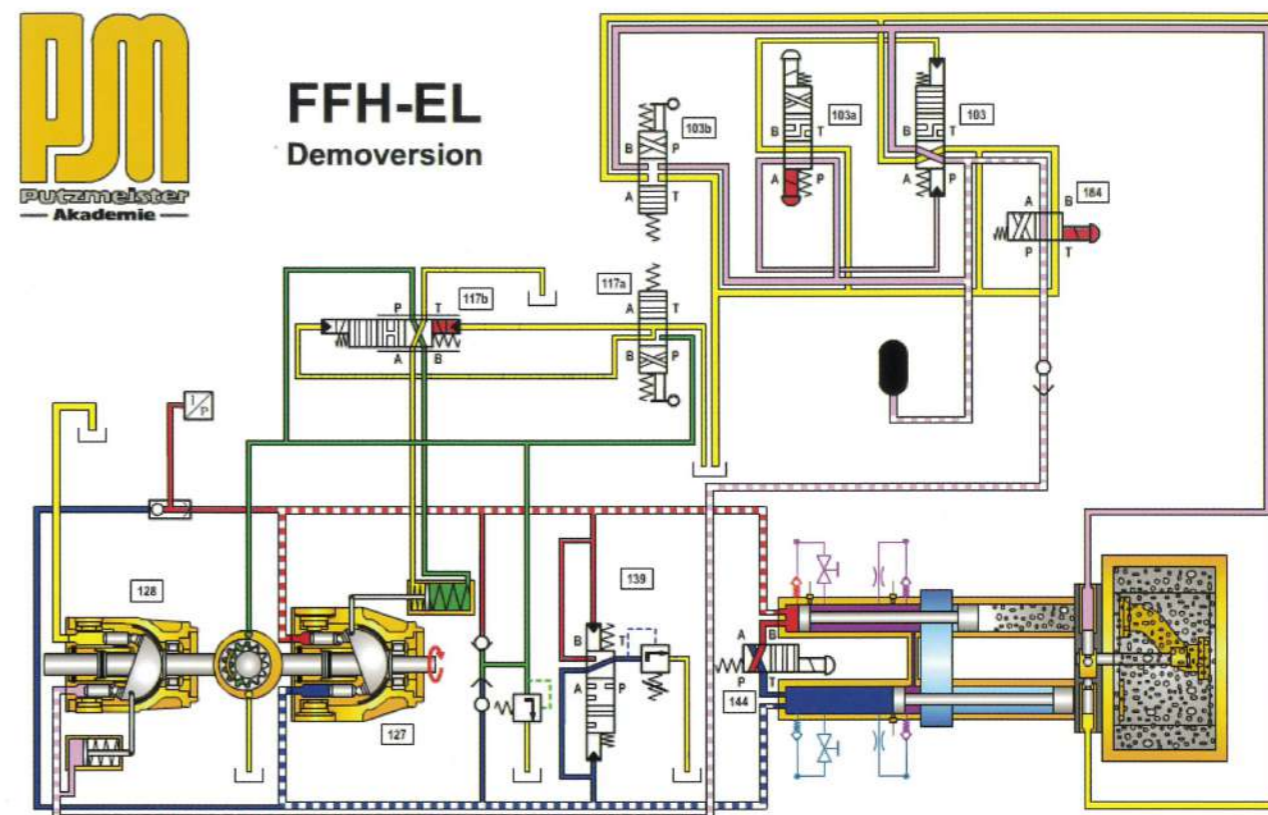 PM
Putzmeister
Akademie
FFH-EL
Demoversion
103b
B P
A T
103a
B T
A P
103
B T
A P
184
A B
P T
117a
A T
B P
117b
P T
A B
I/P
128
127
139
B T
A P
144
A B
P T